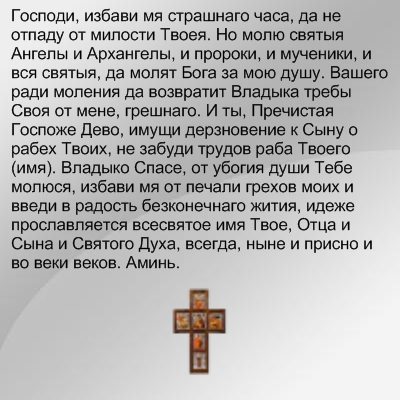 Господи, избави мя страшнаго часа, да не
отпаду от милости Твоея. Но молю святыя
Ангелы и Архангелы, и пророки, и мученики, и
вся святыя, да молят Бога за мою душу. Вашего
ради моления да возвратит Владыка требы
Своя от мене, грешнаго. И ты, Пречистая
Госпоже Дево, имущи дерзновение к Сыну о
рабех Твоих, не забуди трудов раба Твоего
(имя). Владыко Спасе, от убогия души Тебе
молюся, избави мя от печали грехов моих и
введи в радость безконечнаго жития, идеже
прославляется всесвятое имя Твое, Отца и
Сына и Святого Духа, всегда, ныне и присно и
во веки веков. Аминь.